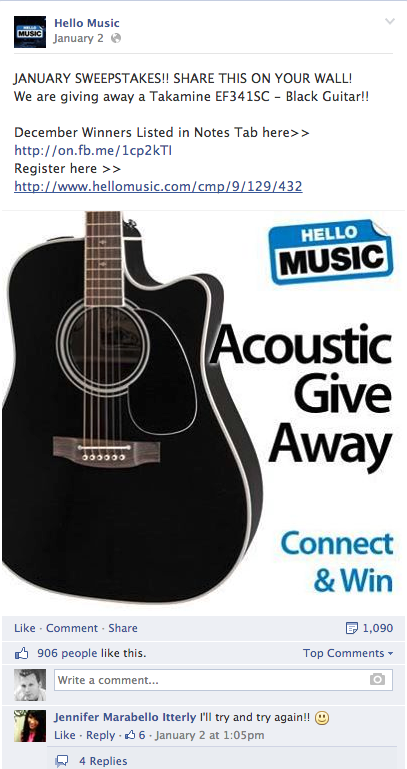 Hello Music
January 2
JANUARY SWEEPSTAKES!! SHARE THIS ON YOUR WALL!
We are giving away a Takamine EF341SC - Black Guitar!!
December Winners Listed in Notes Tab here>>
http://on.fb.me/1cp2kTI
Register here >>
http://www.hellomusic.com/cmp/9/129/432
HELLO
MUSIC
Acoustic
Give
Away
Connect
& Win
Like · Comment · Share 1,090
906 people like this. Top Comments
Write a comment...
Jennifer Marabello Itterly I'll try and try again!!
Like · Reply · 6 · January 2 at 1:05pm
4 Replies